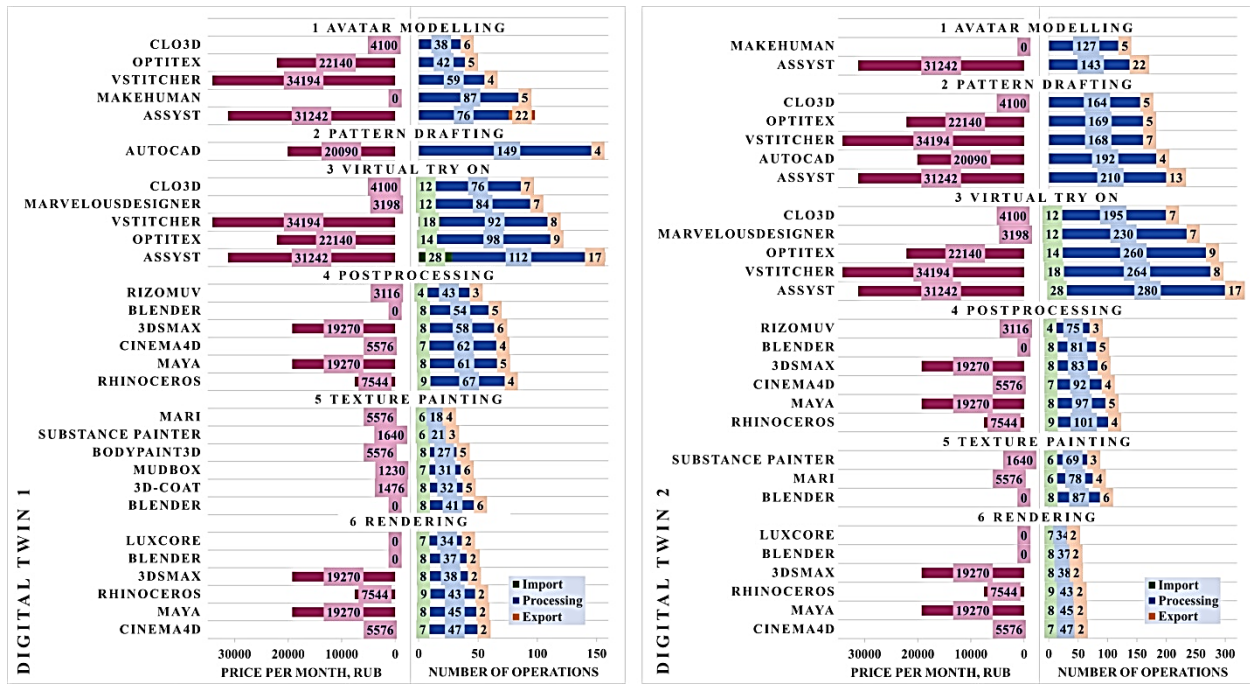 1 AVATAR MODELLING
CLO3D 4100 38 6
OPTITEX 22140 42 5
VSTITCHER 34194 59 4
MAKEHUMAN 0 87 5
ASSYST 31242 76 22
2 PATTERN DRAFTING
AUTOCAD 20090 149 4
3 VIRTUAL TRY ON
CLO3D 4100 12 76 7
MARVELOUSDESIGNER 3198 12 84 7
VSTITCHER 34194 18 92 8
OPTITEX 22140 14 98 9
ASSYST 31242 28 112 17
4 POSTPROCESSING
RIZOMUV 3116 4 43 3
BLENDER 0 8 54 5
3DSMAX 19270 8 58 6
CINEMA4D 5576 7 62 4
MAYA 19270 8 61 5
RHINOCEROS 7544 9 67 4
5 TEXTURE PAINTING
MARI 5576 6 18 4
SUBSTANCE PAINTER 1640 6 21 3
BODYPAINT3D 5576 8 27 5
MUDBOX 1230 7 31 6
3D-COAT 1476 8 32 5
BLENDER 0 8 41 6
6 RENDERING
LUXCORE 0 7 34 2
BLENDER 0 8 37 2
3DSMAX 19270 8 38 2
RHINOCEROS 7544 9 43 2
MAYA 19270 8 45 2
CINEMA4D 5576 7 47 2
Import
Processing
Export
30000 20000 10000 0 0 50 100 150
PRICE PER MONTH, RUB NUMBER OF OPERATIONS
DIGITAL TWIN 1
1 AVATAR MODELLING
MAKEHUMAN 0 127 5
ASSYST 31242 143 22
2 PATTERN DRAFTING
CLO3D 4100 164 5
OPTITEX 22140 169 5
VSTITCHER 34194 168 7
AUTOCAD 20090 192 4
ASSYST 31242 210 13
3 VIRTUAL TRY ON
CLO3D 4100 12 195 7
MARVELOUSDESIGNER 3198 12 230 7
OPTITEX 22140 14 260 9
VSTITCHER 34194 18 264 8
ASSYST 31242 28 280 17
4 POSTPROCESSING
RIZOMUV 3116 4 75 3
BLENDER 0 8 81 5
3DSMAX 19270 8 83 6
CINEMA4D 5576 7 92 4
MAYA 19270 8 97 5
RHINOCEROS 7544 9 101 4
5 TEXTURE PAINTING
SUBSTANCE PAINTER 1640 6 69 3
MARI 5576 6 78 4
BLENDER 0 8 87 6
6 RENDERING
LUXCORE 0 7 34 2
BLENDER 0 8 37 2
3DSMAX 19270 8 38 2
RHINOCEROS 7544 9 43 2
MAYA 19270 8 45 2
CINEMA4D 5576 7 47 2
Import
Processing
Export
30000 20000 10000 0 0 50 100 150 200 250 300
PRICE PER MONTH, RUB NUMBER OF OPERATIONS
DIGITAL TWIN 2